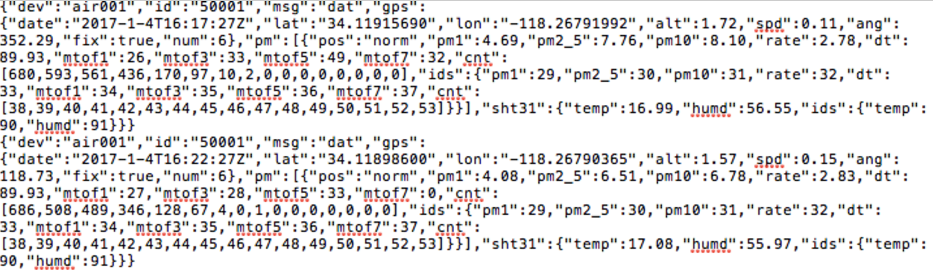 {"dev":"air001","id":"50001","msg":"dat","gps":
{"date":"2017-1-4T16:17:27Z","lat":"34.11915690","lon":"-118.26791992","alt":1.72,"spd":0.11,"ang":
352.29,"fix":true,"num":6},"pm":[{"pos":"norm","pm1":4.69,"pm2_5":7.76,"pm10":8.10,"rate":2.78,"dt":
89.93,"mtof1":26,"mtof3":33,"mtof5":49,"mtof7":32,"cnt":
[680,593,561,436,170,97,10,2,0,0,0,0,0,0,0,0],"ids":{"pm1":29,"pm2_5":30,"pm10":31,"rate":32,"dt":
33,"mtof1":34,"mtof3":35,"mtof5":36,"mtof7":37,"cnt":
[38,39,40,41,42,43,44,45,46,47,48,49,50,51,52,53]}}],"sht31":{"temp":16.99,"humd":56.55,"ids":{"temp":
90,"humd":91}}}
{"dev":"air001","id":"50001","msg":"dat","gps":
{"date":"2017-1-4T16:22:27Z","lat":"34.11898600","lon":"-118.26790365","alt":1.57,"spd":0.15,"ang":
118.73,"fix":true,"num":6},"pm":[{"pos":"norm","pm1":4.08,"pm2_5":6.51,"pm10":6.78,"rate":2.83,"dt":
89.93,"mtof1":27,"mtof3":28,"mtof5":33,"mtof7":0,"cnt":
[686,508,489,346,128,67,4,0,1,0,0,0,0,0,0,0],"ids":{"pm1":29,"pm2_5":30,"pm10":31,"rate":32,"dt":
33,"mtof1":34,"mtof3":35,"mtof5":36,"mtof7":37,"cnt":
[38,39,40,41,42,43,44,45,46,47,48,49,50,51,52,53]}}],"sht31":{"temp":17.08,"humd":55.97,"ids":{"temp":
90,"humd":91}}}